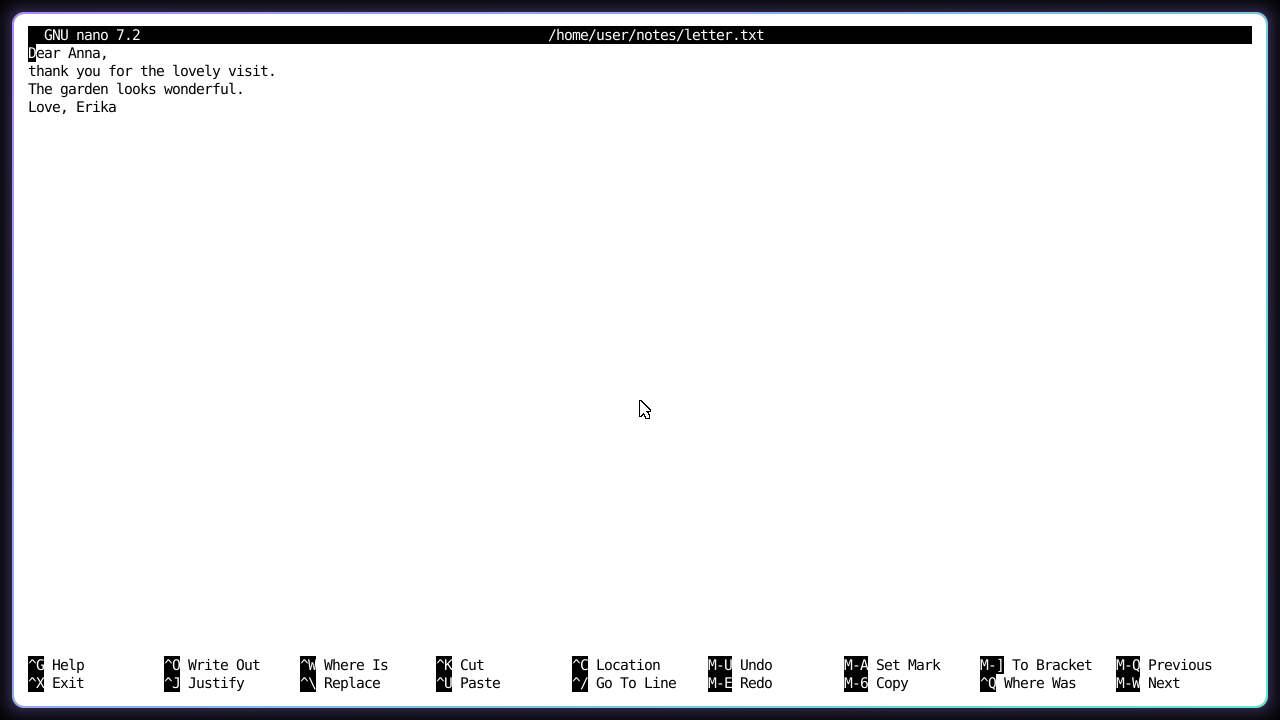 GNU nano 7.2 /home/user/notes/letter.txt
Dear Anna,
thank you for the lovely visit.
The garden looks wonderful.
Love, Erika
^G Help ^O Write Out ^W Where Is ^K Cut ^C Location M-U Undo M-A Set Mark M-] To Bracket M-Q Previous
^X Exit ^J Justify ^\ Replace ^U Paste ^/ Go To Line M-E Redo M-6 Copy ^Q Where Was M-W Next